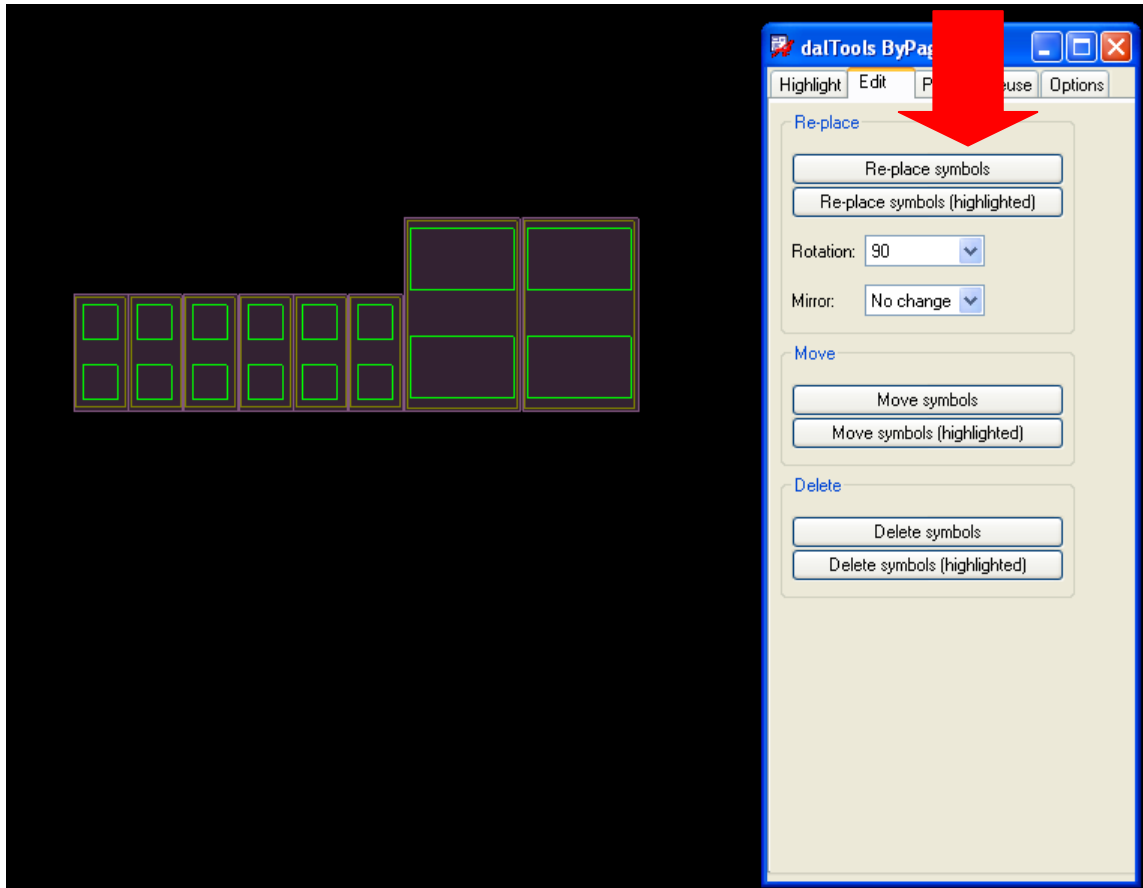 dalTools ByPag
Highlight Edit P euse Options
Re-place
Re-place symbols
Re-place symbols (highlighted)
Rotation: 90
Mirror: No change
Move
Move symbols
Move symbols (highlighted)
Delete
Delete symbols
Delete symbols (highlighted)